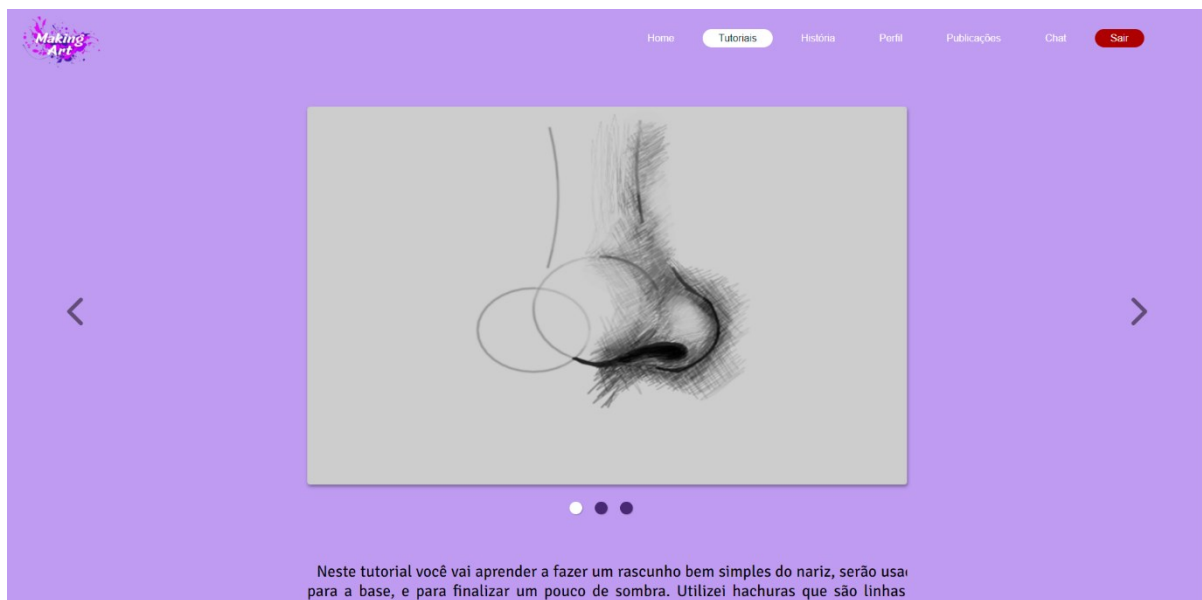 Making
Art
Home
Tutoriais
História
Perfil
Publicações
Chat
Sair
Neste tutorial você vai aprender a fazer um rascunho bem simples do nariz, serão
para a base, e para finalizar um pouco de sombra. Utilizei hachuras que são linhas